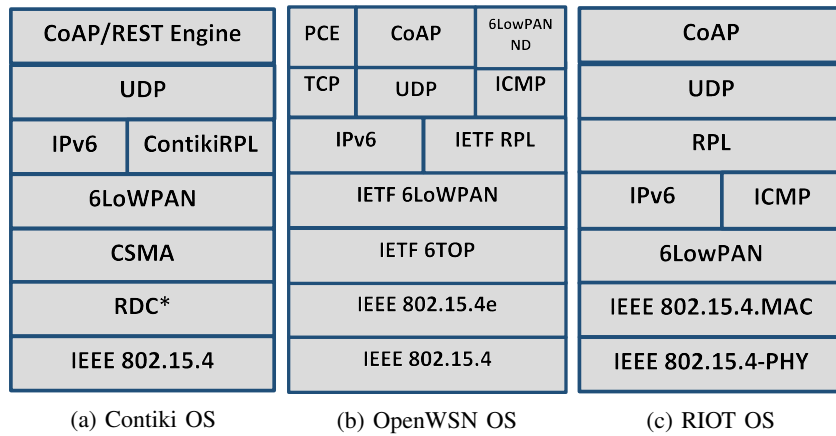 CoAP/REST Engine
UDP
IPv6 ContikiRPL
6LoWPAN
CSMA
RDC*
IEEE 802.15.4
(a) Contiki OS
PCE CoAP 6LowPAN
ND
TCP UDP ICMP
IPv6 IETF RPL
IETF 6LoWPAN
IETF 6TOP
IEEE 802.15.4e
IEEE 802.15.4
(b) OpenWSN OS
CoAP
UDP
RPL
IPv6 ICMP
6LowPAN
IEEE 802.15.4.MAC
IEEE 802.15.4-PHY
(c) RIOT OS